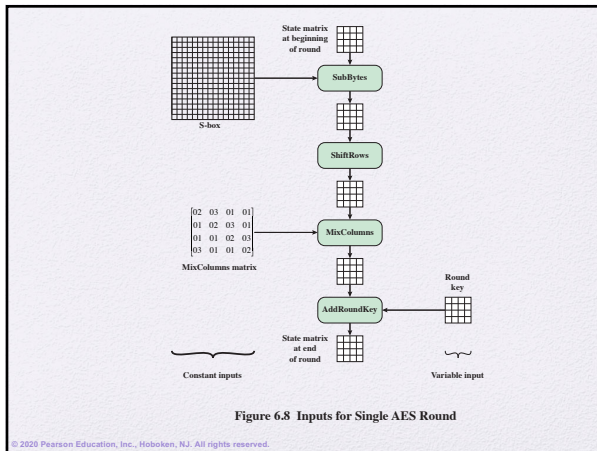 State matrix
at beginning
of round
SubBytes
S-box
ShiftRows
02 03 01 01
01 02 03 01
01 01 02 03
03 01 01 02
MixColumns
MixColumns matrix
Round
key
AddRoundKey
State matrix
at end
of round
Constant inputs
Variable input
Figure 6.8 Inputs for Single AES Round
© 2020 Pearson Education, Inc., Hoboken, NJ. All rights reserved.